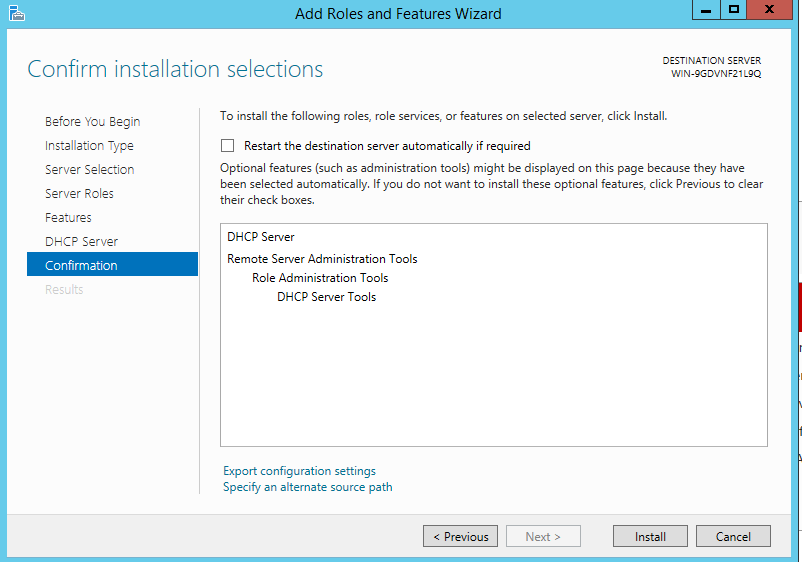 Add Roles and Features Wizard
Confirm installation selections
DESTINATION SERVER
WIN-9GDVNF21L9Q
Before You Begin
Installation Type
Server Selection
Server Roles
Features
DHCP Server
Confirmation
Results
To install the following roles, role services, or features on selected server, click Install.
Restart the destination server automatically if required
Optional features (such as administration tools) might be displayed on this page because they have
been selected automatically. If you do not want to install these optional features, click Previous to clear
their check boxes.
DHCP Server
Remote Server Administration Tools
Role Administration Tools
DHCP Server Tools
Export configuration settings
Specify an alternate source path
< Previous
Next >
Install
Cancel